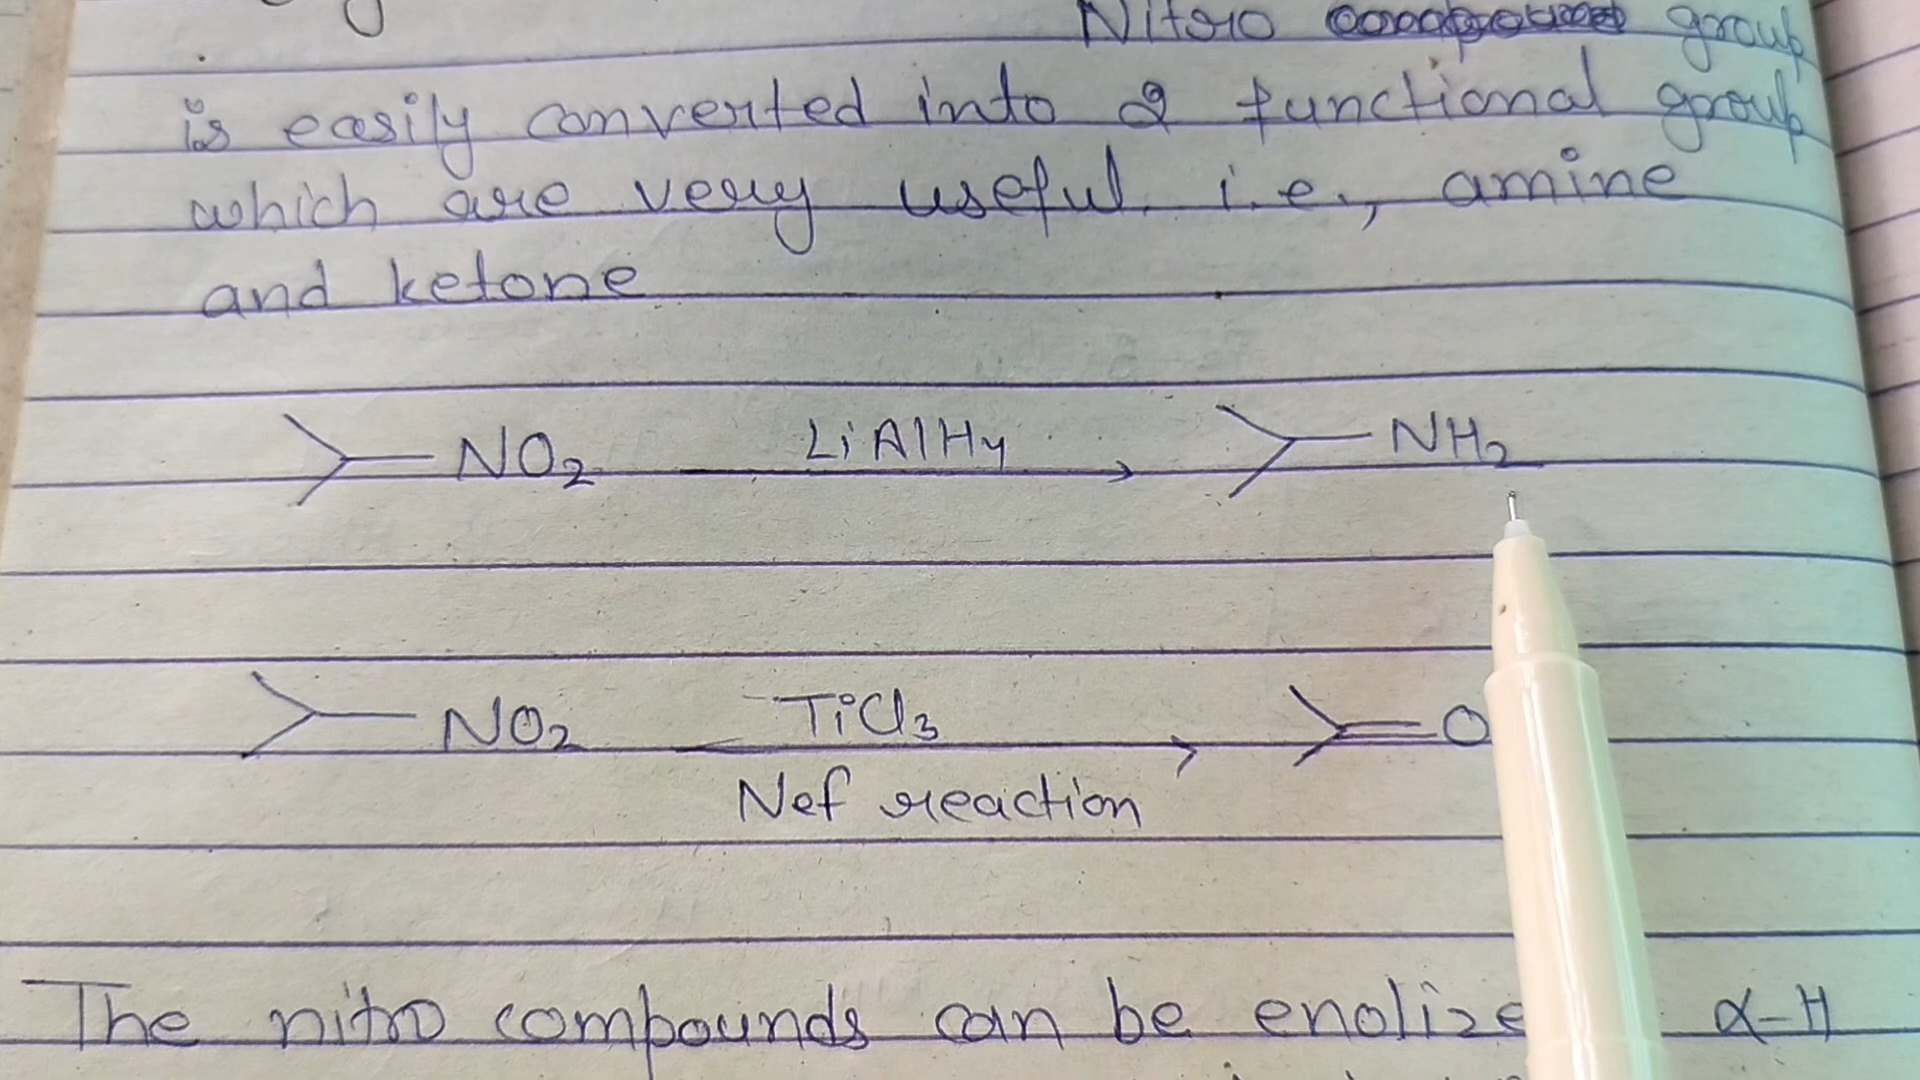 Nitro group
is easily converted into 2 functional group
which are very useful. i.e., amine
and ketone
NO2 LiAlH4 NH2
NO2 TiCl3 O
Nef reaction
The nitro compounds can be enolize α-H